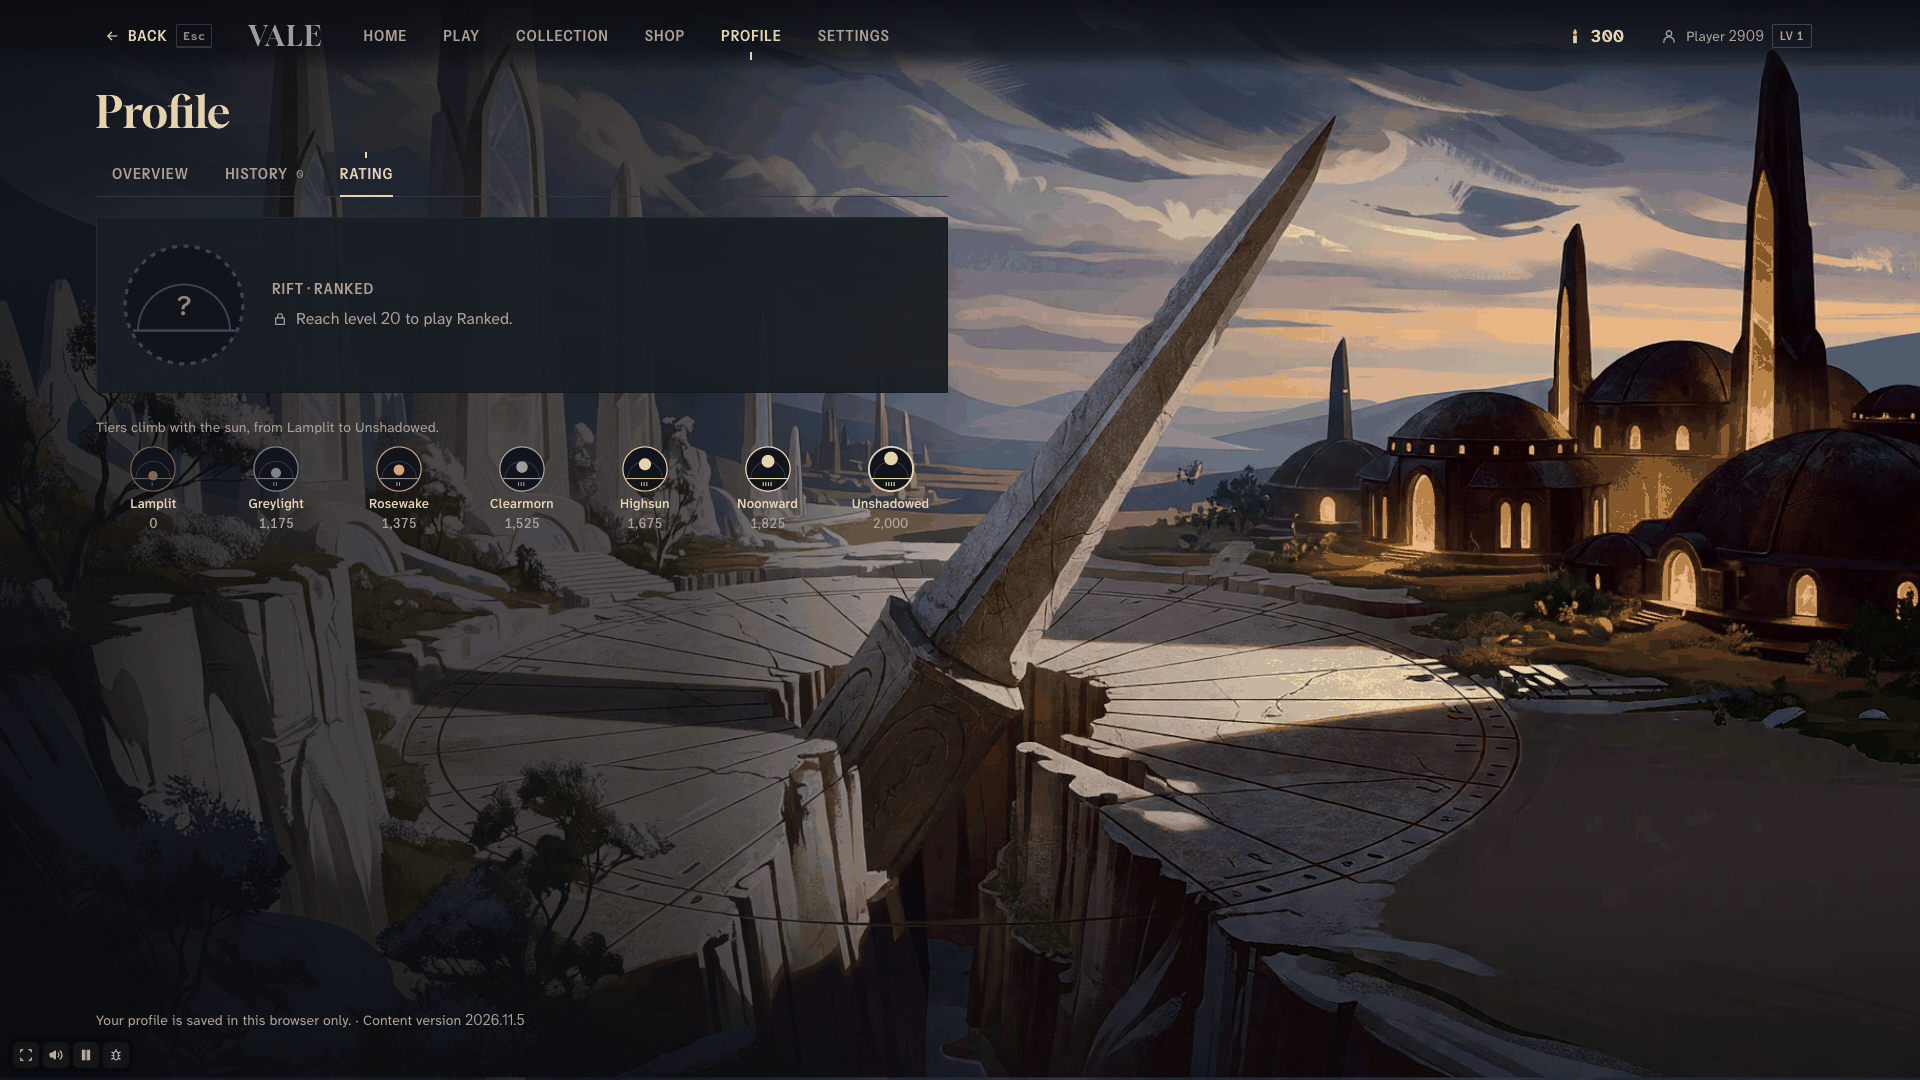 BACK Esc VALE HOME PLAY COLLECTION SHOP PROFILE SETTINGS 300 Player 2909 LV 1
Profile
OVERVIEW HISTORY 0 RATING
?
RIFT · RANKED
Reach level 20 to play Ranked.
Tiers climb with the sun, from Lamplit to Unshadowed.
Lamplit Greylight Rosewake Clearmorn Highsun Noonward Unshadowed
0 1,175 1,375 1,525 1,675 1,825 2,000
Your profile is saved in this browser only. · Content version 2026.11.5